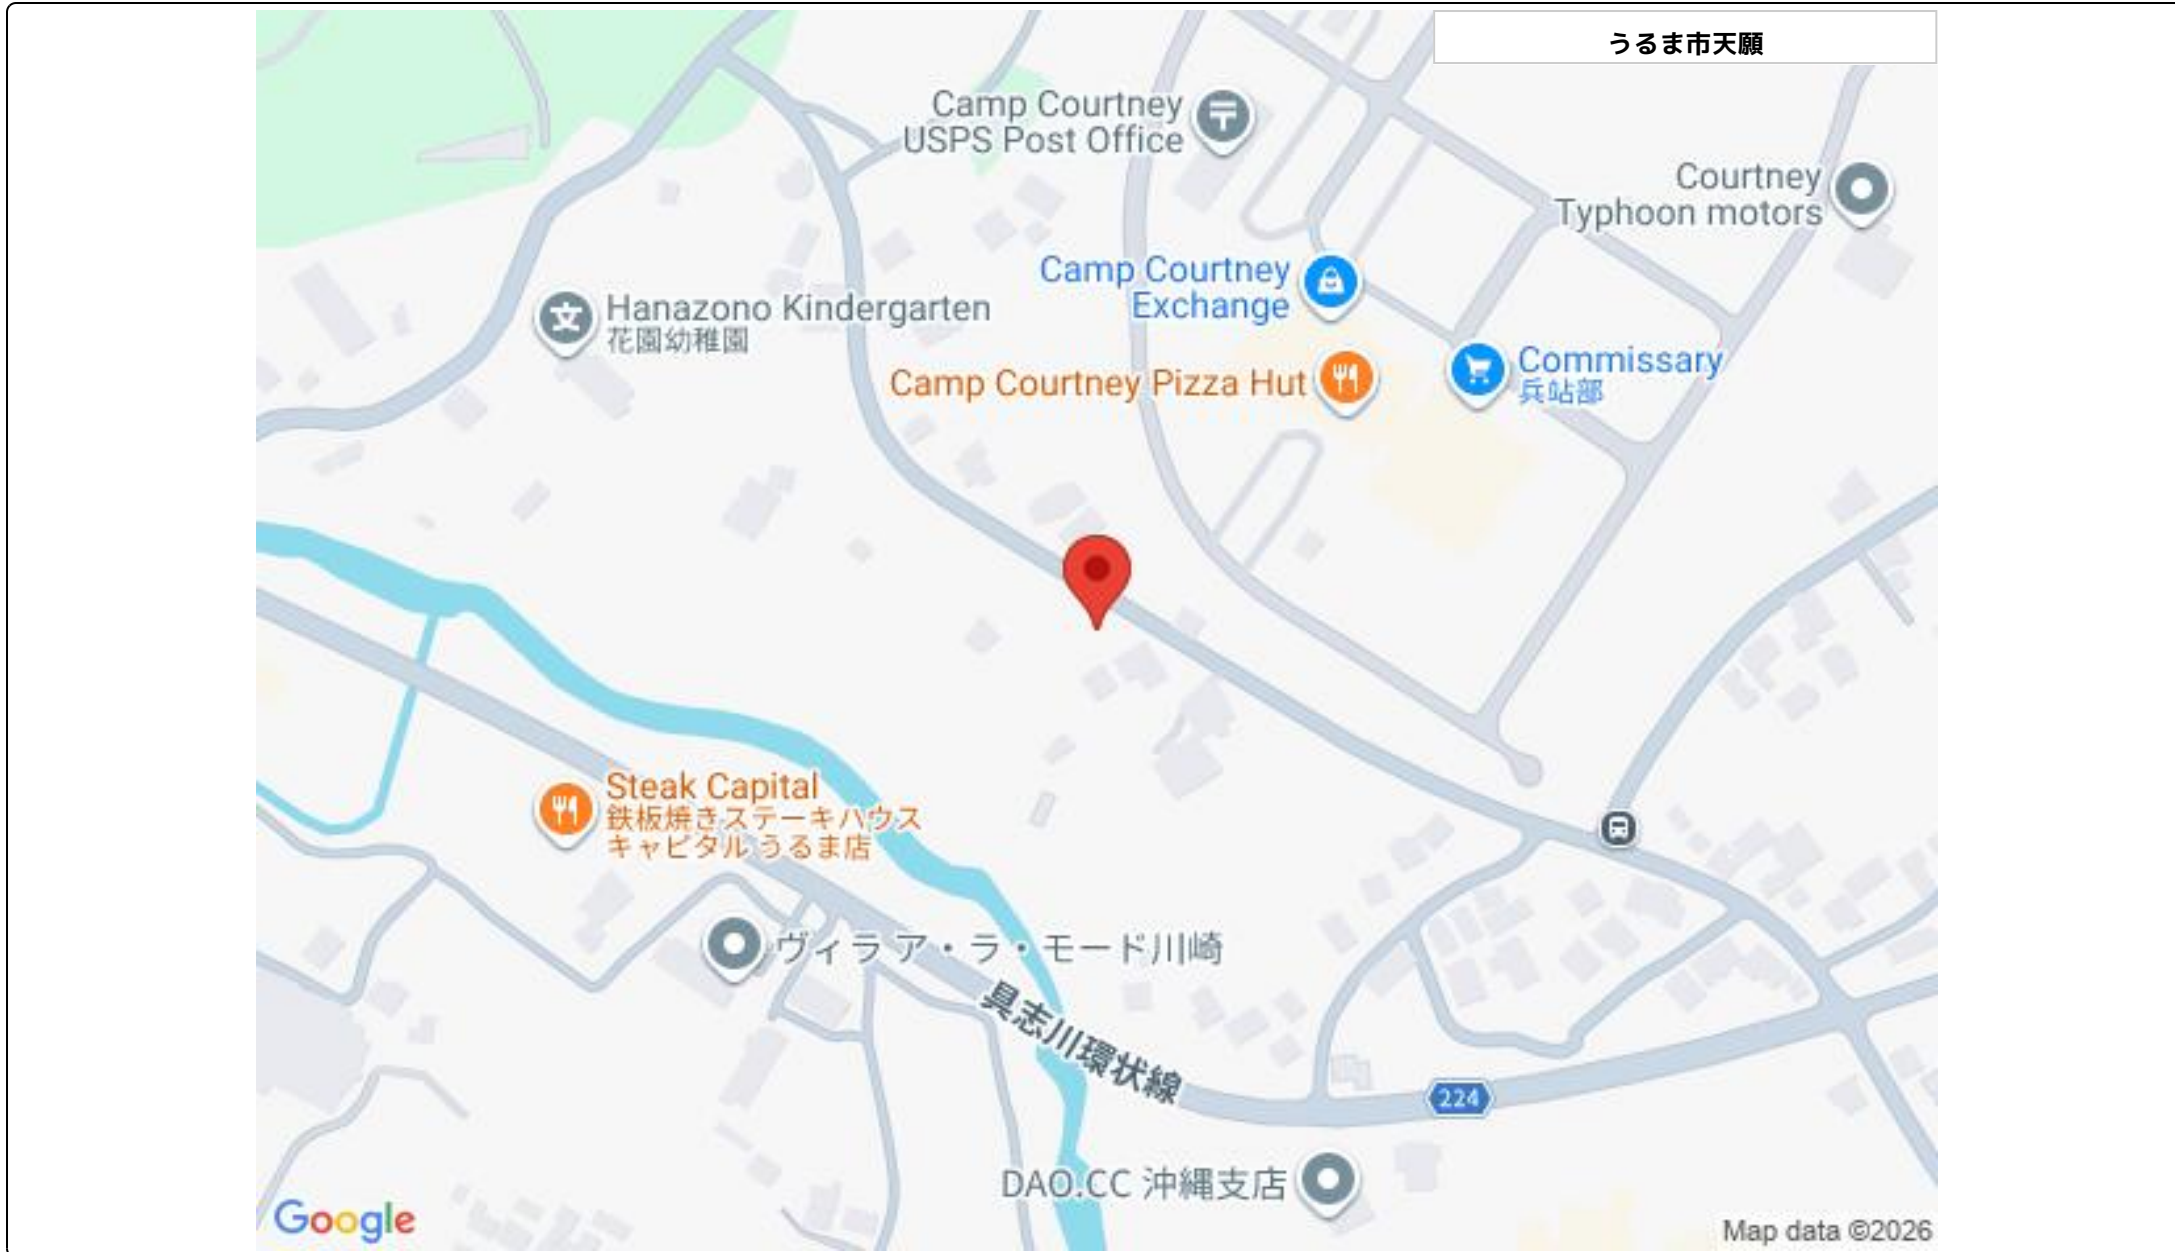 うるま市天願
Camp Courtney
USPS Post Office
Courtney
Typhoon motors
Camp Courtney
Exchange
Hanazono Kindergarten
花園幼稚園
Camp Courtney Pizza Hut
Commissary
兵站部
Steak Capital
鉄板焼きステーキハウス
キャピタル うるま店
ヴィラ ア・ラ・モード川崎
具志川環状線
224
DAO.CC 沖縄支店
Google
Map data ©2026